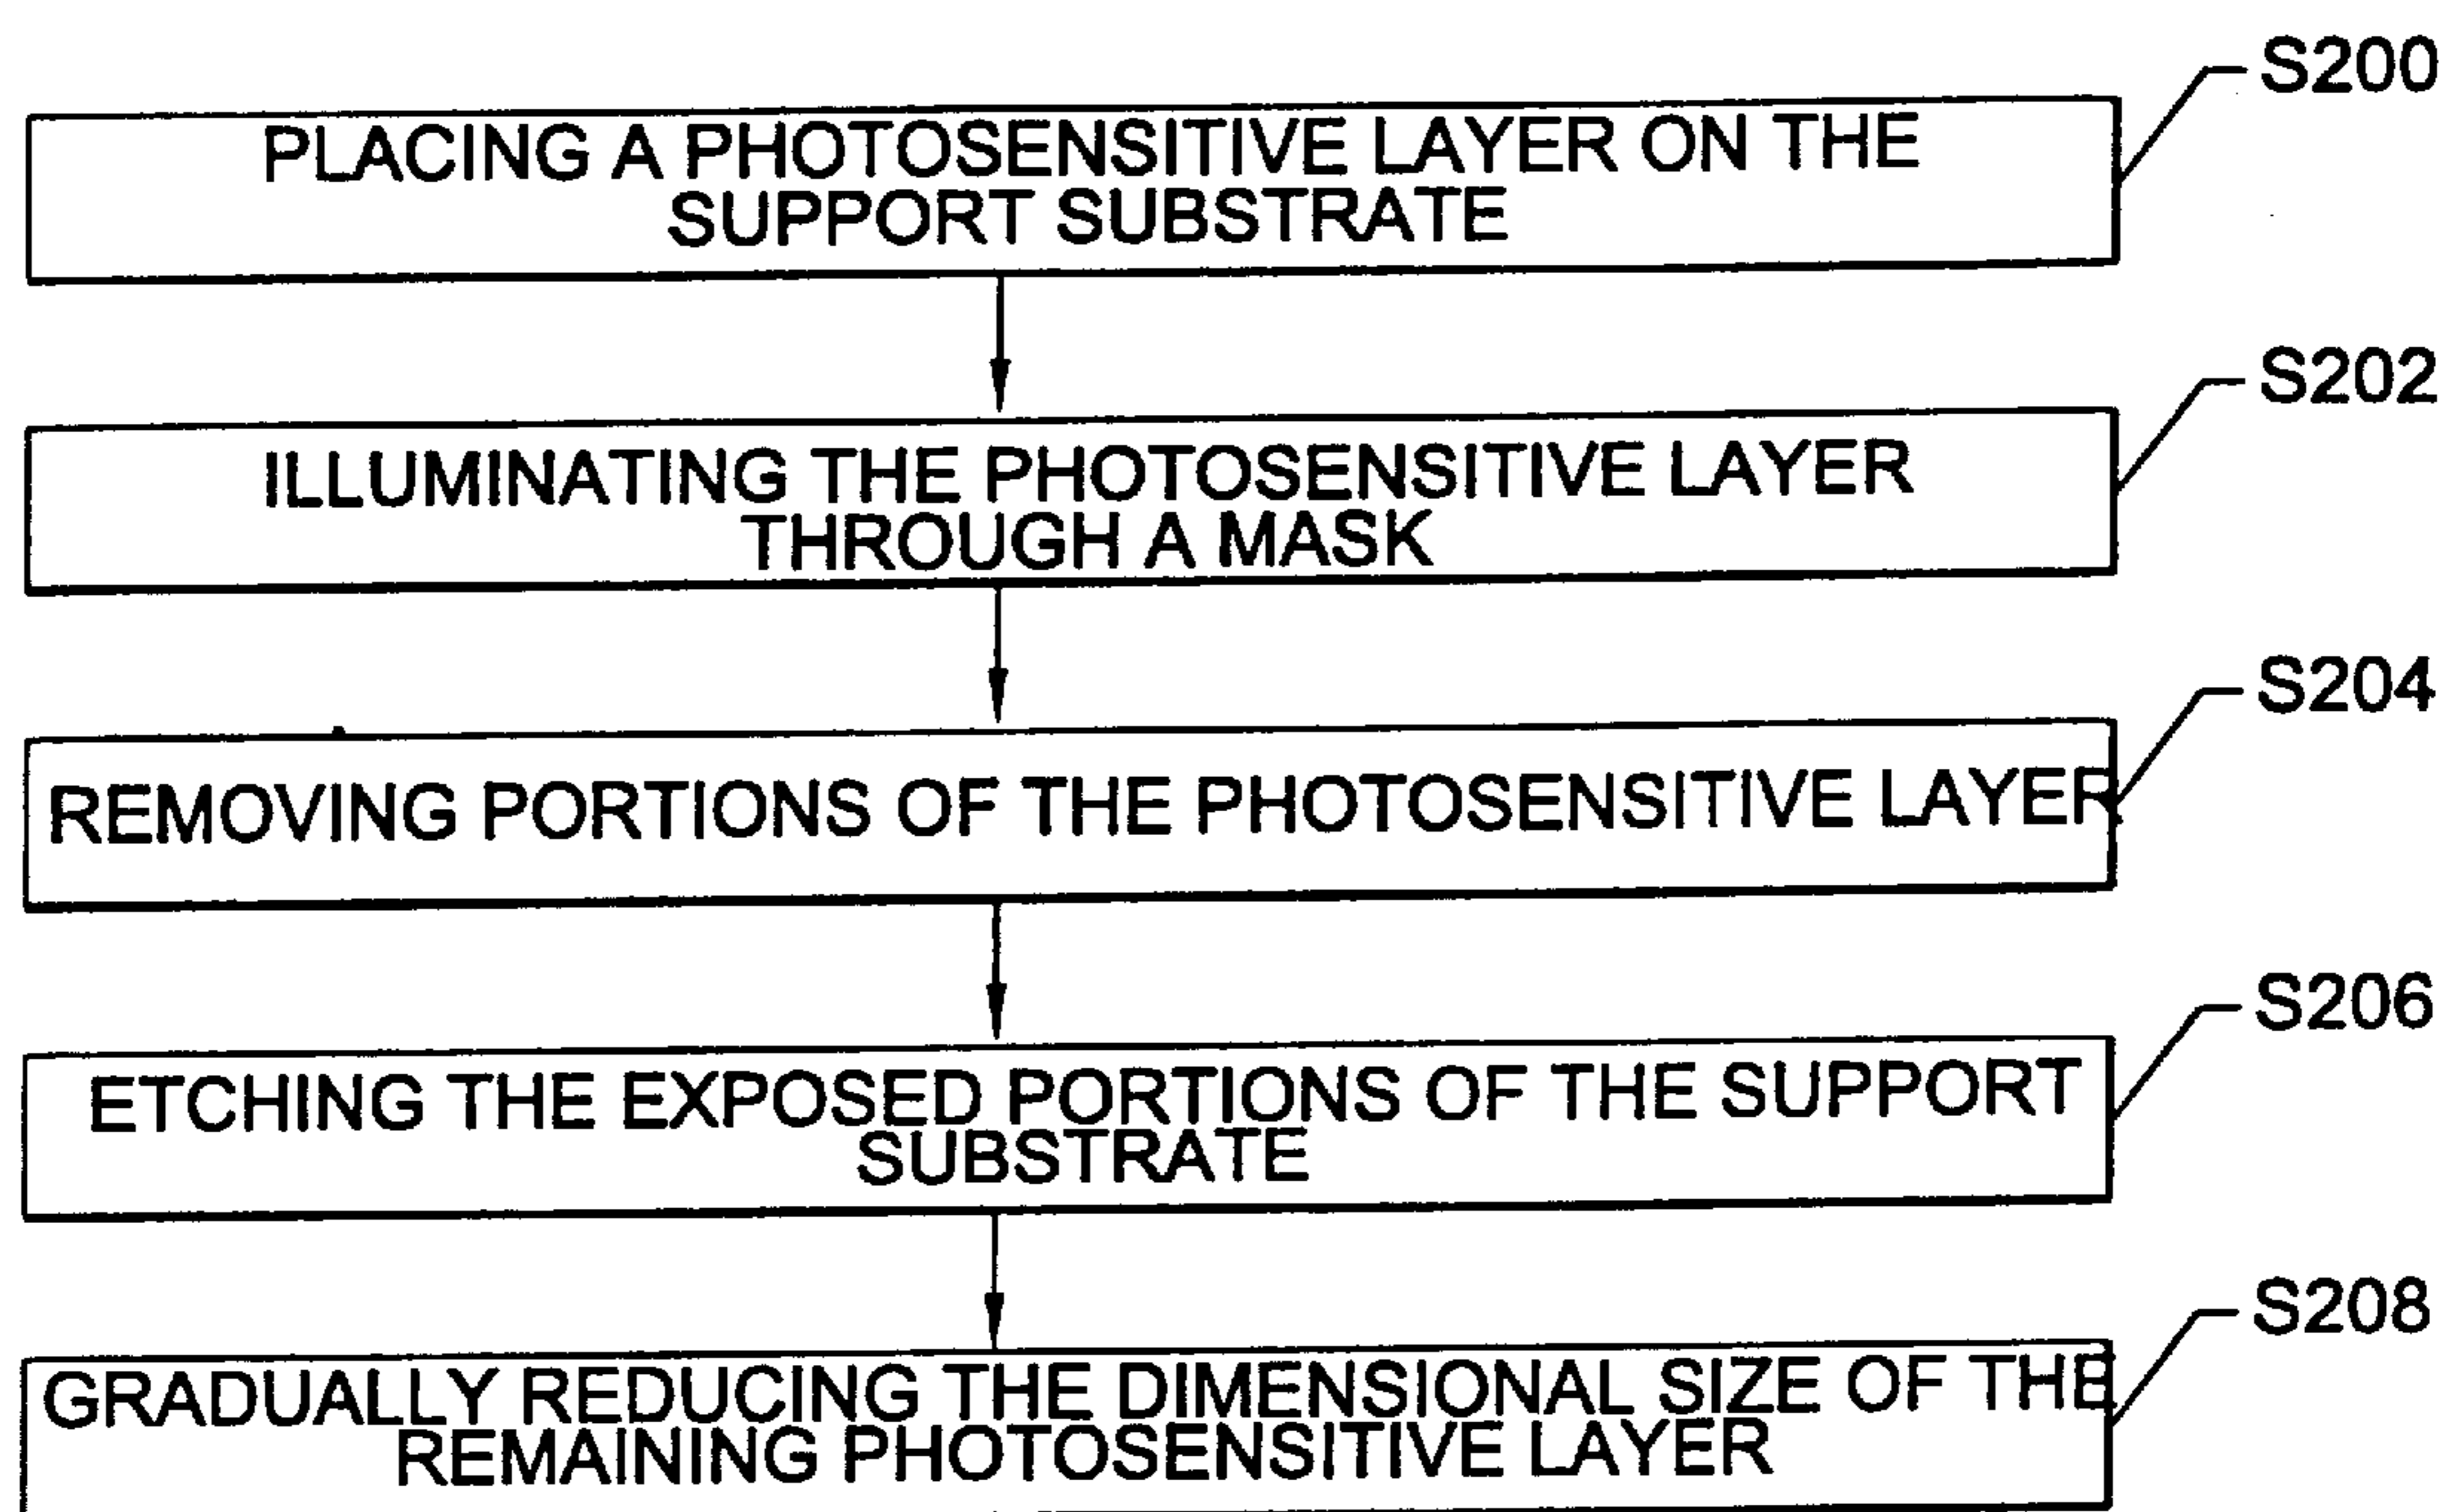 S200
PLACING A PHOTOSENSITIVE LAYER ON THE
SUPPORT SUBSTRATE
S202
ILLUMINATING THE PHOTOSENSITIVE LAYER
THROUGH A MASK
S204
REMOVING PORTIONS OF THE PHOTOSENSITIVE LAYER
S206
ETCHING THE EXPOSED PORTIONS OF THE SUPPORT
SUBSTRATE
S208
GRADUALLY REDUCING THE DIMENSIONAL SIZE OF THE
REMAINING PHOTOSENSITIVE LAYER